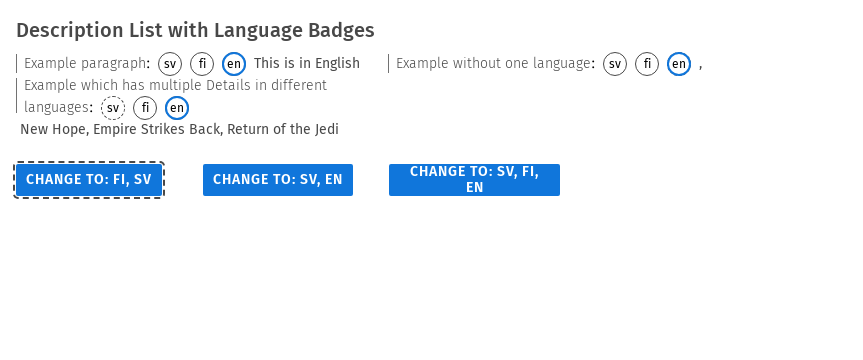 Description List with Language Badges
Example paragraph: sv fi en This is in English
Example without one language: sv fi en ,
Example which has multiple Details in different
languages: sv fi en
New Hope, Empire Strikes Back, Return of the Jedi
CHANGE TO: FI, SV
CHANGE TO: SV, EN
CHANGE TO: SV, FI,
EN